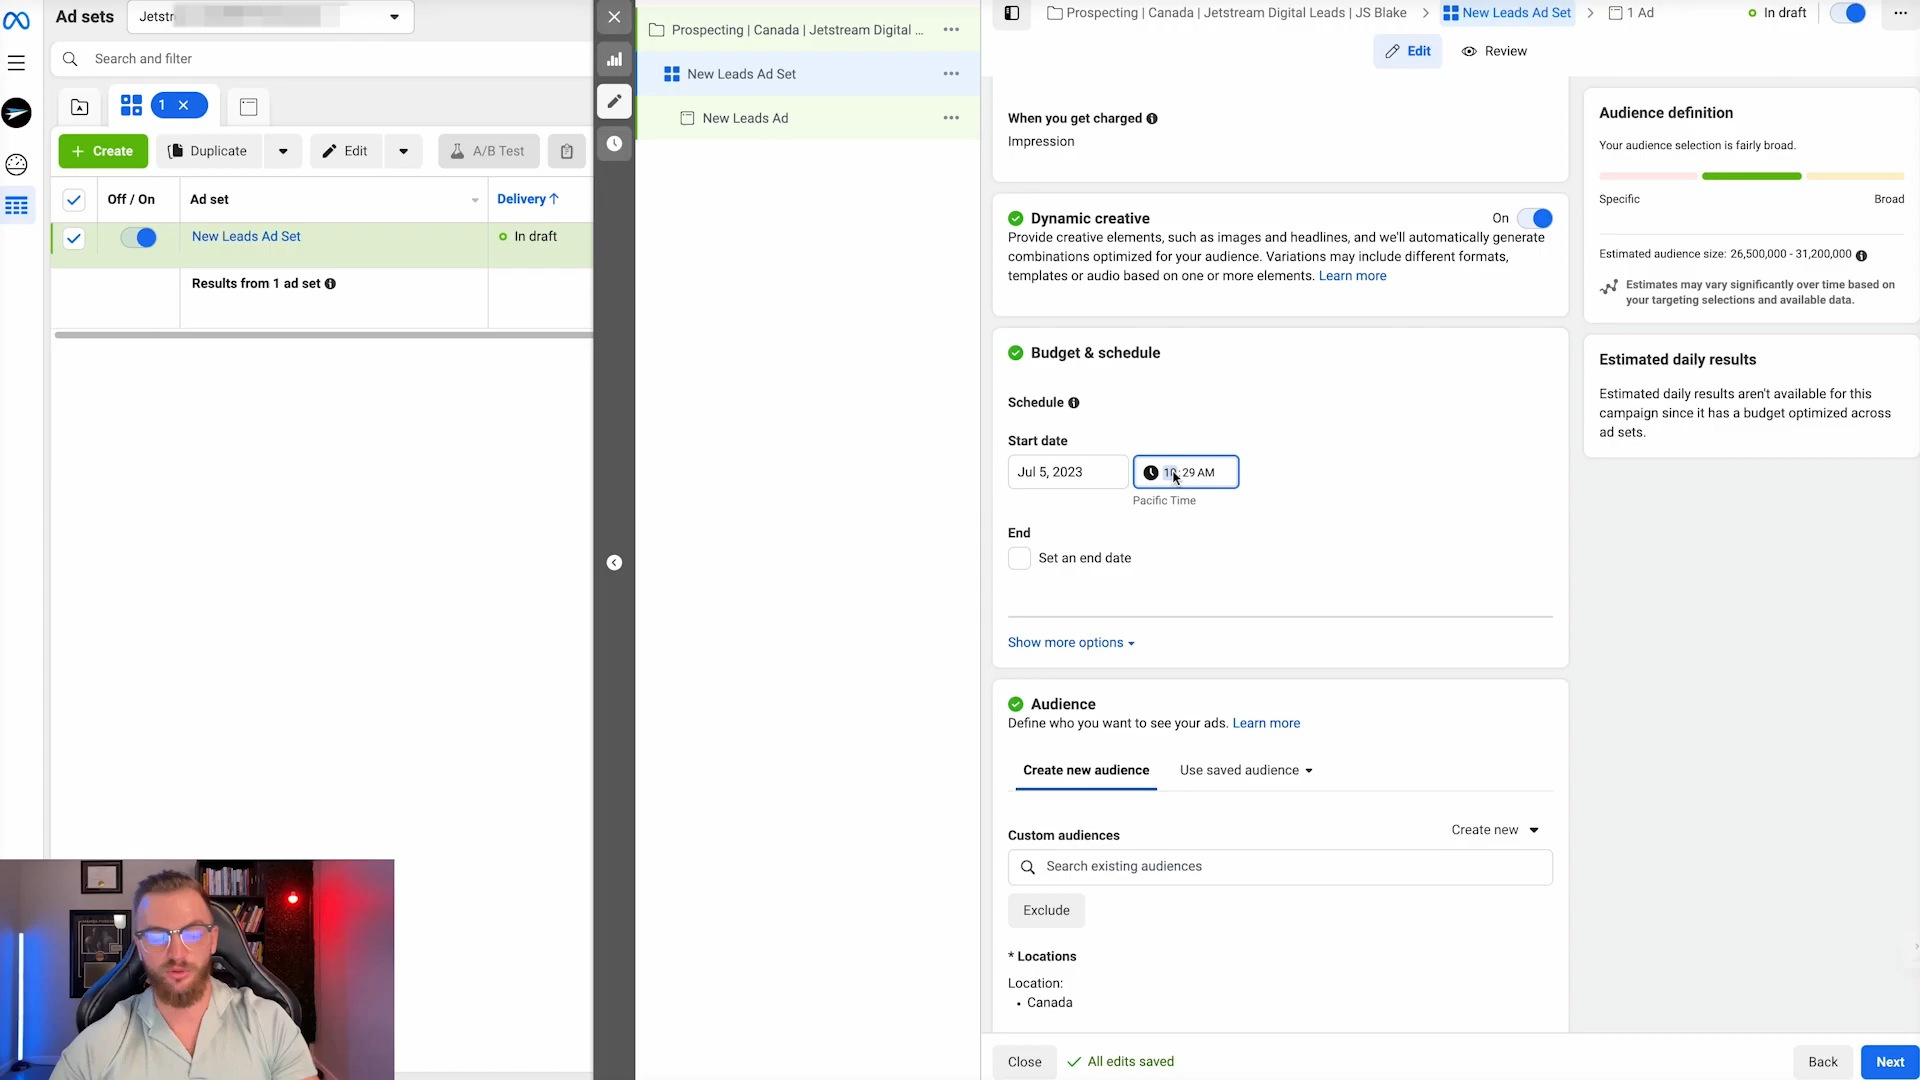 Ad sets
Jetstr
Search and filter
1
Create
Duplicate
Edit
A/B Test
Off / On
Ad set
Delivery
New Leads Ad Set
In draft
Results from 1 ad set
Prospecting | Canada | Jetstream Digital ...
New Leads Ad Set
New Leads Ad
Prospecting | Canada | Jetstream Digital Leads | JS Blake
New Leads Ad Set
1 Ad
In draft
Edit
Review
When you get charged
Impression
Dynamic creative
On
Provide creative elements, such as images and headlines, and we'll automatically generate
combinations optimized for your audience. Variations may include different formats,
templates or audio based on one or more elements. Learn more
Budget & schedule
Schedule
Start date
Jul 5, 2023
:29 AM
Pacific Time
End
Set an end date
Show more options
Audience
Define who you want to see your ads. Learn more
Create new audience
Use saved audience
Custom audiences
Create new
Search existing audiences
Exclude
* Locations
Location:
• Canada
Close
All edits saved
Back
Next
Audience definition
Your audience selection is fairly broad.
Specific
Broad
Estimated audience size: 26,500,000 - 31,200,000
Estimates may vary significantly over time based on
your targeting selections and available data.
Estimated daily results
Estimated daily results aren't available for this
campaign since it has a budget optimized across
ad sets.